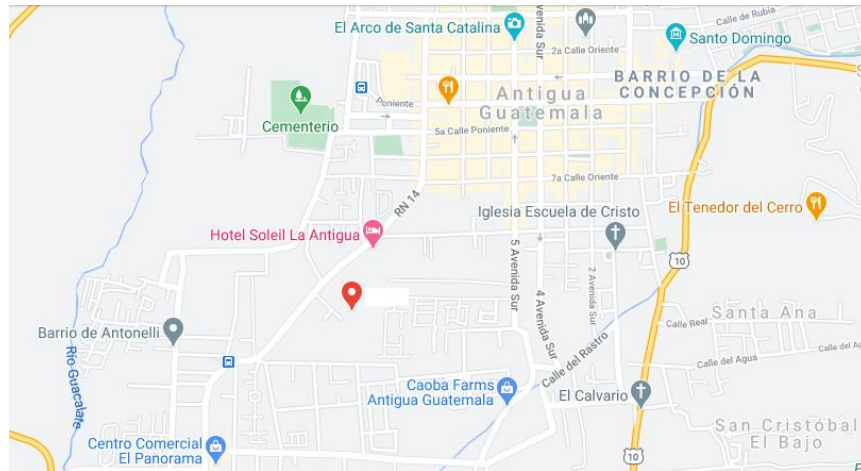 El Arco de Santa Catalina
4 Avenida Sur
Calle de Rubia
Santo Domingo
2a Calle Oriente
BARRIO DE LA
CONCEPCIÓN
Poniente
Antigua
Guatemala
Cementerio
5a Calle Poniente
7a Calle Oriente
RN 14
Iglesia Escuela de Cristo
El Tenedor del Cerro
Hotel Soleil La Antigua
10
5 Avenida Sur
4 Avenida Sur
2 Avenida Sur
Santa Ana
Calle Real
Barrio de Antonelli
Calle del Rastro
Calle del Agua
Calle del Ag
Río Guacalate
Caoba Farms
Antigua Guatemala
El Calvario
San Cristóbal
El Bajo
Centro Comercial
El Panorama
10